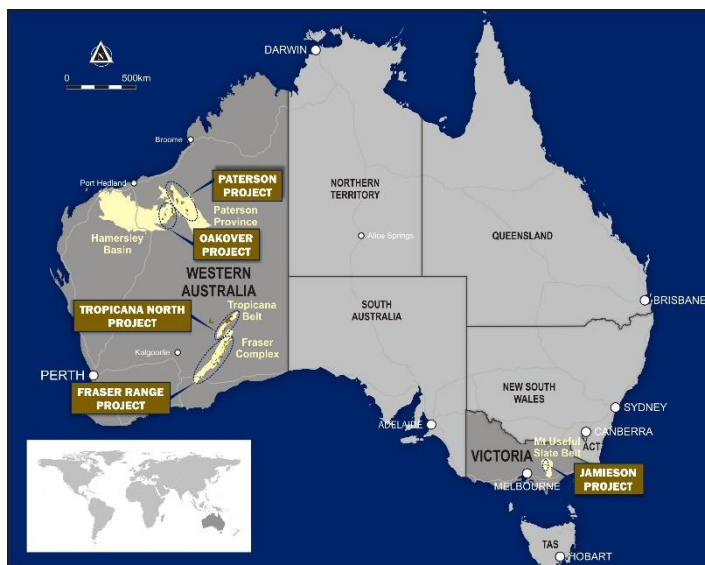 DARWIN
0 500km
Broome
Port Hedland
PATERSON
PROJECT
NORTHERN
TERRITORY
Paterson
Province
Alice Springs
QUEENSLAND
Hamersley
Basin
OAKOVER
PROJECT
WESTERN
AUSTRALIA
TROPICANA NORTH
PROJECT
Tropicana
Belt
SOUTH
AUSTRALIA
BRISBANE
Kalgoorlie
Fraser
Complex
PERTH
FRASER RANGE
PROJECT
NEW SOUTH
WALES
SYDNEY
ADELAIDE
CANBERRA
ACT
Mt Useful
Slate Belt
VICTORIA
MELBOURNE
JAMIESON
PROJECT
TAS
HOBART